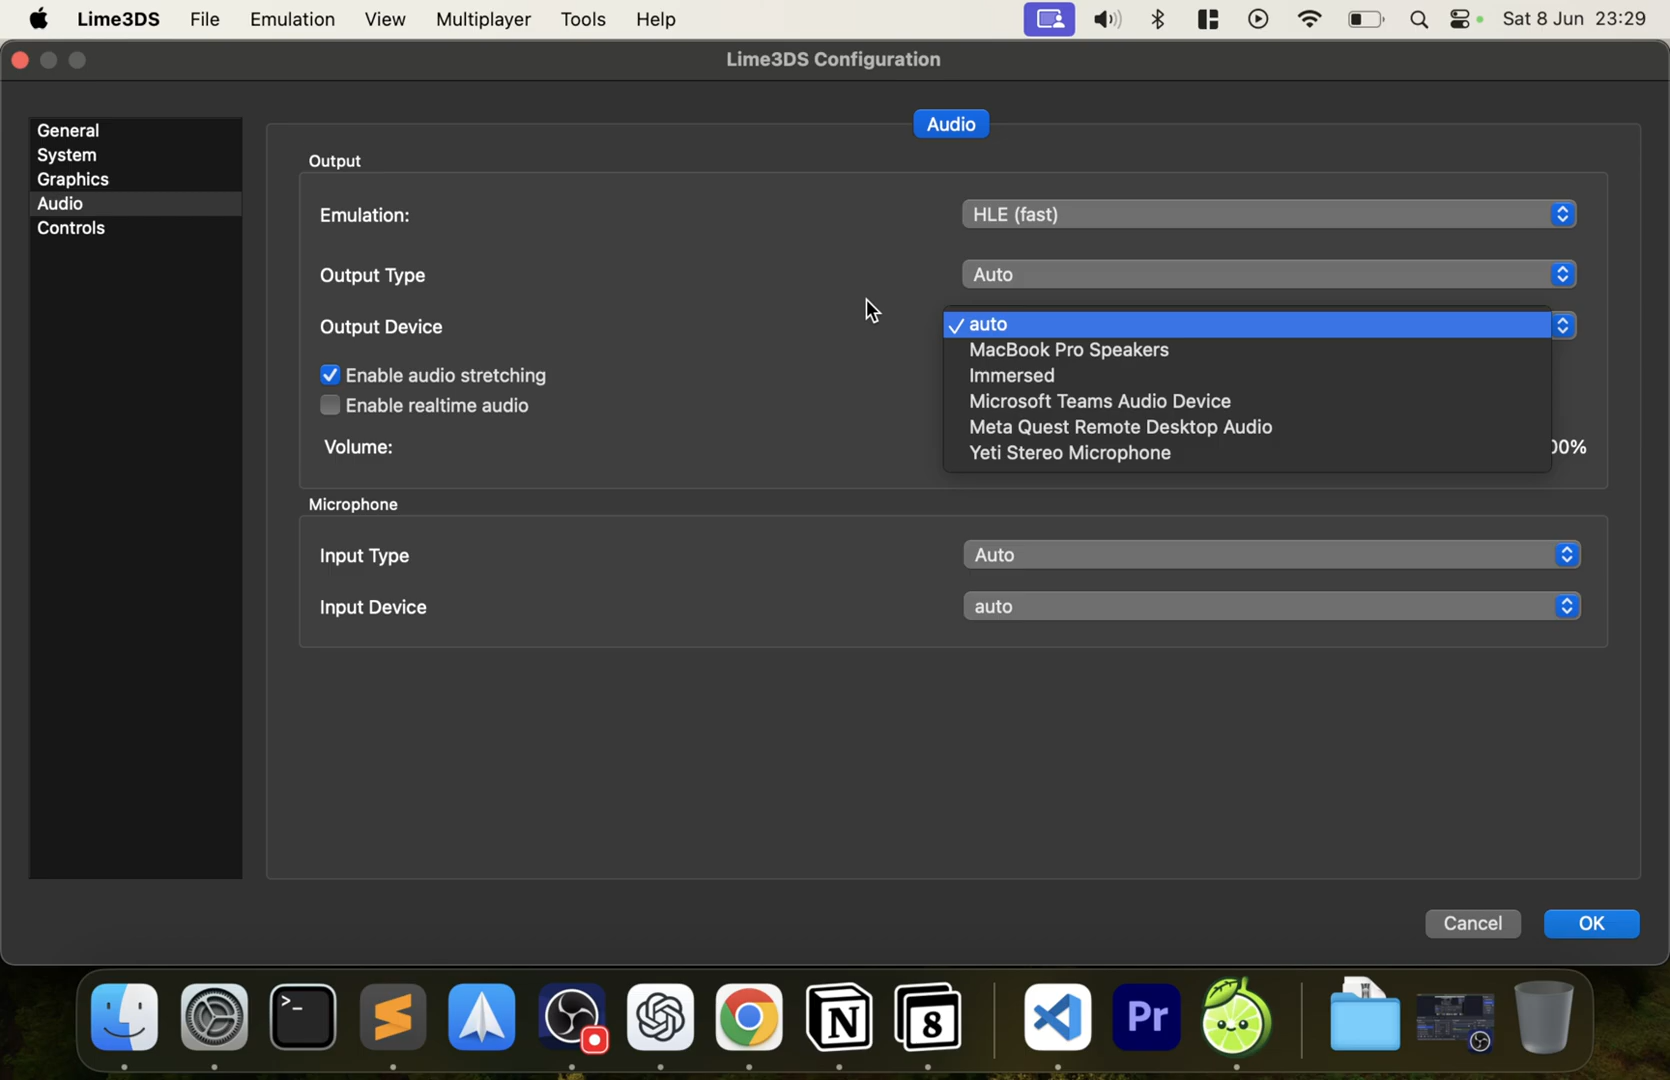 Lime3DS File Emulation View Multiplayer Tools Help Sat 8 Jun 23:29
Lime3DS Configuration
General
System
Graphics
Audio
Controls
Audio
Output
Emulation: HLE (fast)
Output Type Auto
Output Device
✓ auto
MacBook Pro Speakers
Immersed
Microsoft Teams Audio Device
Meta Quest Remote Desktop Audio
Yeti Stereo Microphone
Enable audio stretching
Enable realtime audio
Volume: 00%
Microphone
Input Type Auto
Input Device auto
Cancel OK
>_ N 8 Pr